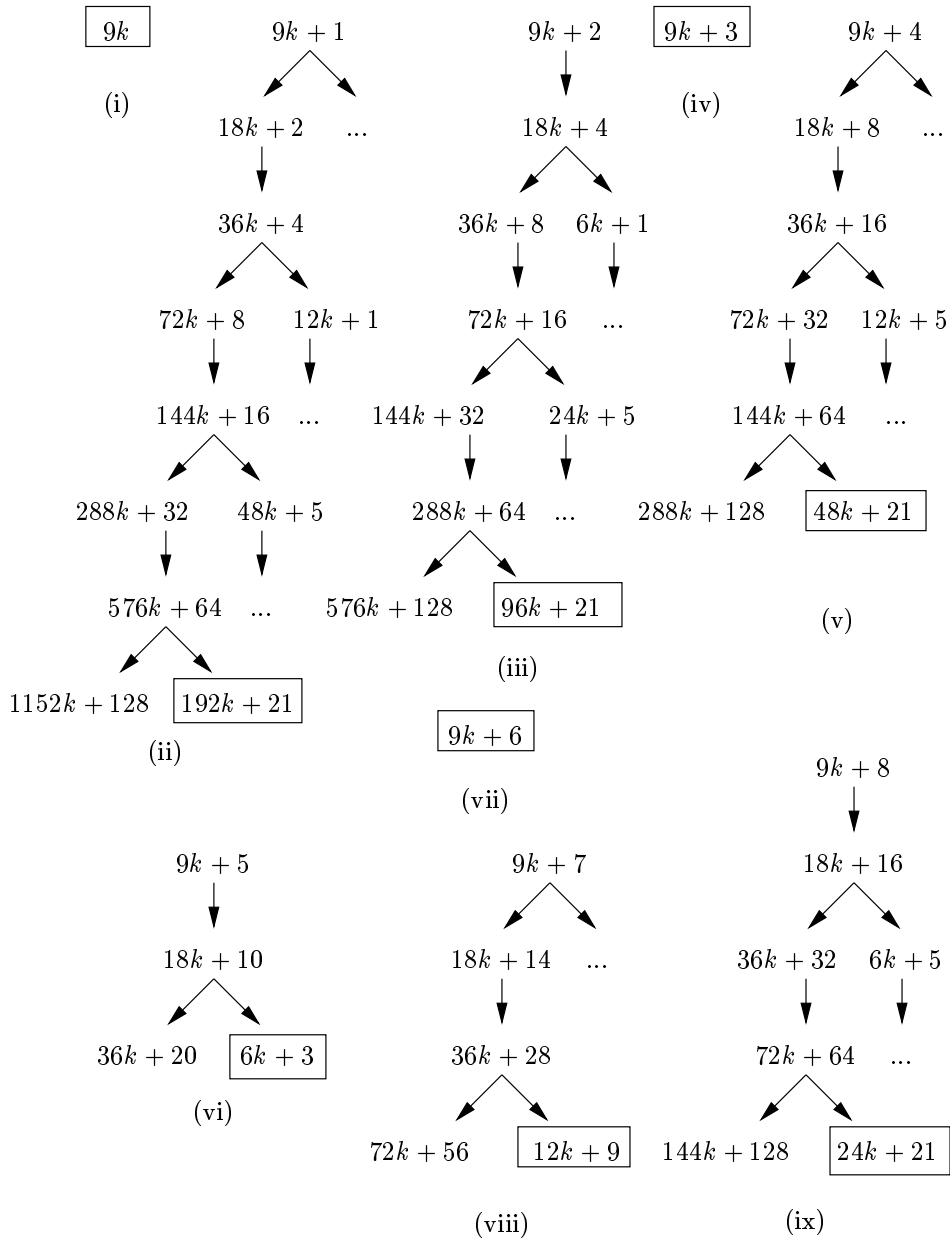 9k 9k + 1 9k + 2 9k + 3 9k + 4
(i) (iv)
18k + 2 ... 18k + 4 18k + 8 ...
36k + 4 36k + 8 6k + 1 36k + 16
72k + 8 12k + 1 72k + 16 ... 72k + 32 12k + 5
144k + 16 ... 144k + 32 24k + 5 144k + 64 ...
288k + 32 48k + 5 288k + 64 ... 288k + 128 48k + 21
576k + 64 ... 576k + 128 96k + 21
(v)
(iii)
1152k + 128 192k + 21
(ii)
9k + 6
(vii)
9k + 8
9k + 5 9k + 7 18k + 16
18k + 10 18k + 14 ... 36k + 32 6k + 5
36k + 20 6k + 3 36k + 28 72k + 64 ...
(vi)
72k + 56 12k + 9 144k + 128 24k + 21
(viii) (ix)